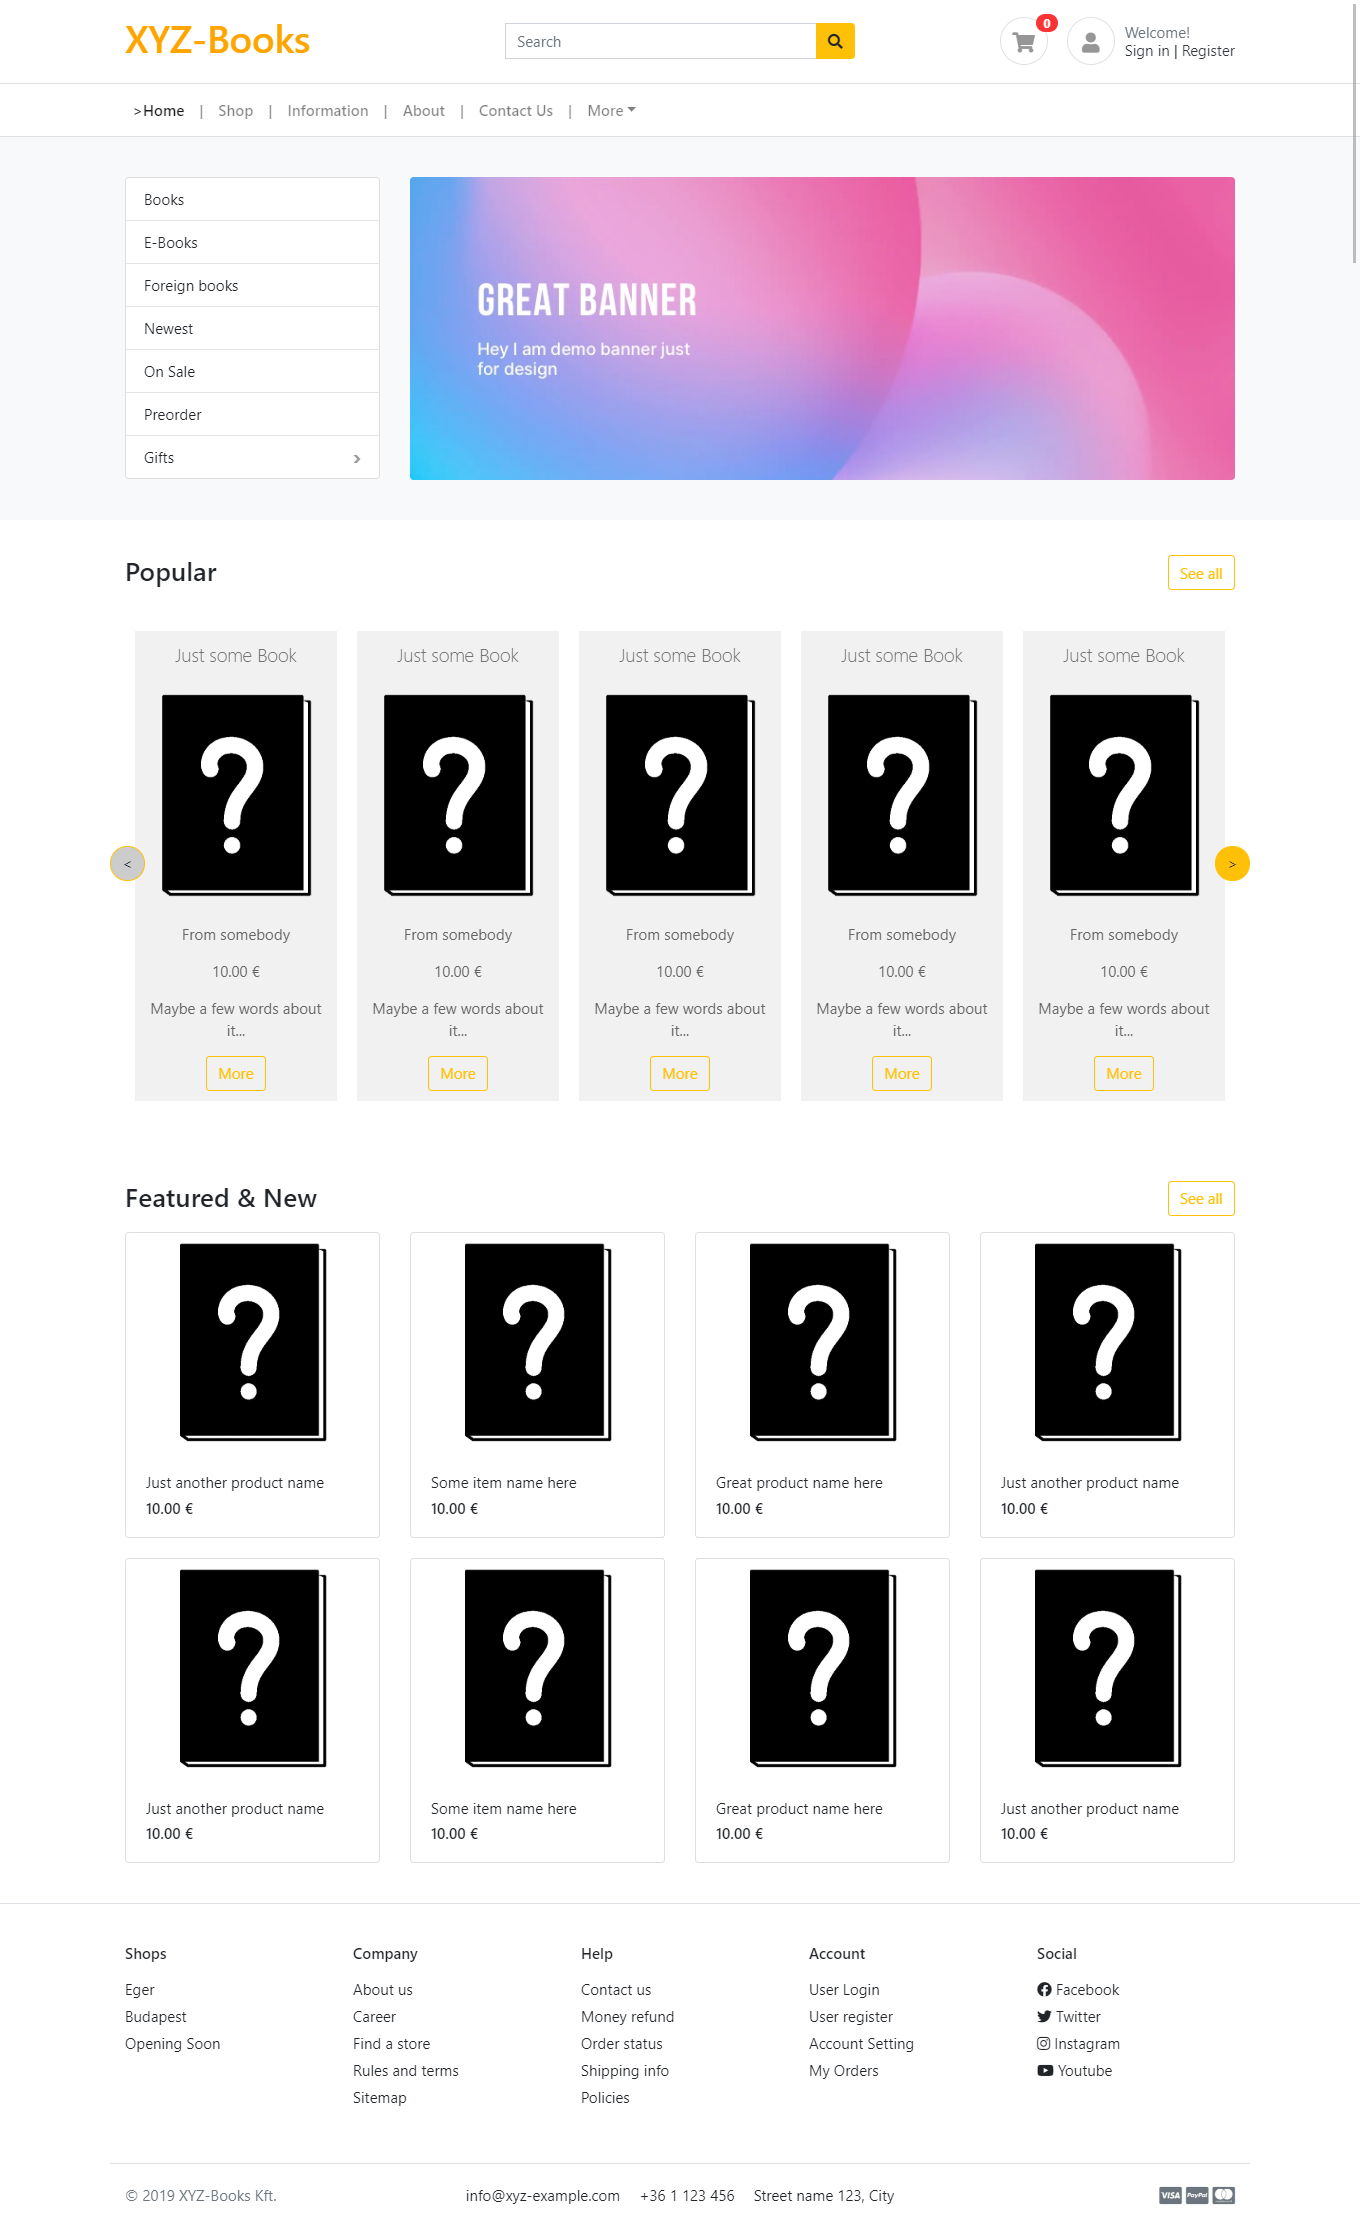 XYZ-Books
Search
0
Welcome!
Sign in | Register
>Home | Shop | Information | About | Contact Us | More
Books
E-Books
Foreign books
Newest
On Sale
Preorder
Gifts
GREAT BANNER
Hey I am demo banner just
for design
Popular
See all
Just some Book
Just some Book
Just some Book
Just some Book
Just some Book
?
?
?
?
?
<
>
From somebody
From somebody
From somebody
From somebody
From somebody
10.00 €
10.00 €
10.00 €
10.00 €
10.00 €
Maybe a few words about
it...
Maybe a few words about
it...
Maybe a few words about
it...
Maybe a few words about
it...
Maybe a few words about
it...
More
More
More
More
More
Featured & New
See all
?
?
?
?
Just another product name
10.00 €
Some item name here
10.00 €
Great product name here
10.00 €
Just another product name
10.00 €
?
?
?
?
Just another product name
10.00 €
Some item name here
10.00 €
Great product name here
10.00 €
Just another product name
10.00 €
Shops
Eger
Budapest
Opening Soon
Company
About us
Career
Find a store
Rules and terms
Sitemap
Help
Contact us
Money refund
Order status
Shipping info
Policies
Account
User Login
User register
Account Setting
My Orders
Social
Facebook
Twitter
Instagram
Youtube
© 2019 XYZ-Books Kft.
info@xyz-example.com +36 1 123 456 Street name 123, City
VISA PayPal